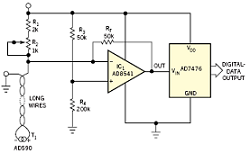 R1
2k
R2
1k
R3
50k
R5
50k
IC1
AD8541
OUT
VDD
AD7476
VIN
GND
DIGITAL-
DATA
OUTPUT
R4
200k
LONG
WIRES
T1
AD590